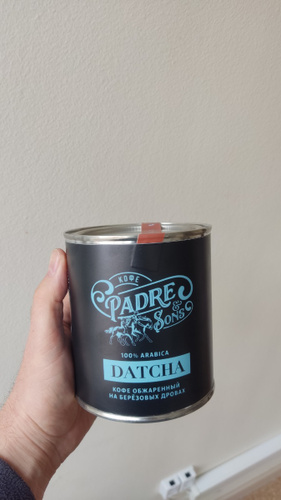 КОФЕ
PADRE
& SONS
100% ARABICA
DATCHA
КОФЕ ОБЖАРЕННЫЙ
НА БЕРЁЗОВЫХ ДРОВАХ